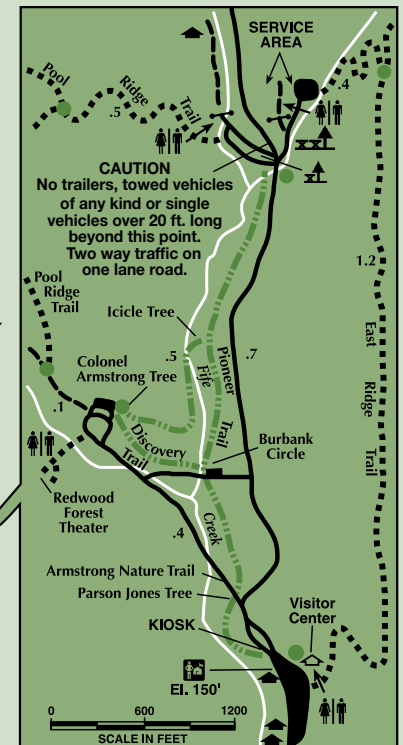 SERVICE
AREA
.4
Pool
Ridge
Trail
.5
CAUTION
No trailers, towed vehicles
of any kind or single
vehicles over 20 ft. long
beyond this point.
Two way traffic on
one lane road.
1.2
East
Ridge
Trail
Pool
Ridge
Trail
Icicle Tree
.5
Fife
Creek
Pioneer
Trail
.7
Colonel
Armstrong Tree
.1
Discovery
Trail
Burbank
Circle
Redwood
Forest
Theater
.4
Armstrong Nature Trail
Parson Jones Tree
Visitor
Center
KIOSK
El. 150'
0 600 1200
SCALE IN FEET